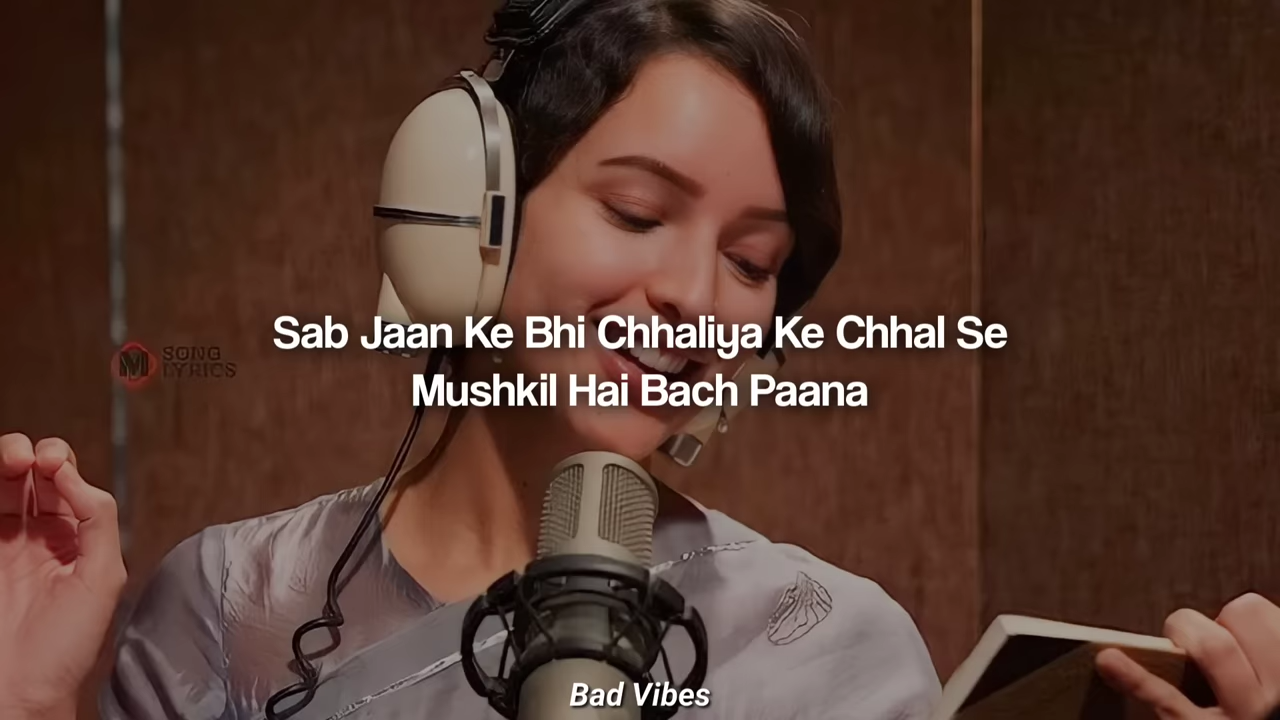 Sab Jaan Ke Bhi Chhaliya Ke Chhal Se
Mushkil Hai Bach Paana
SONG
LYRICS
Bad Vibes